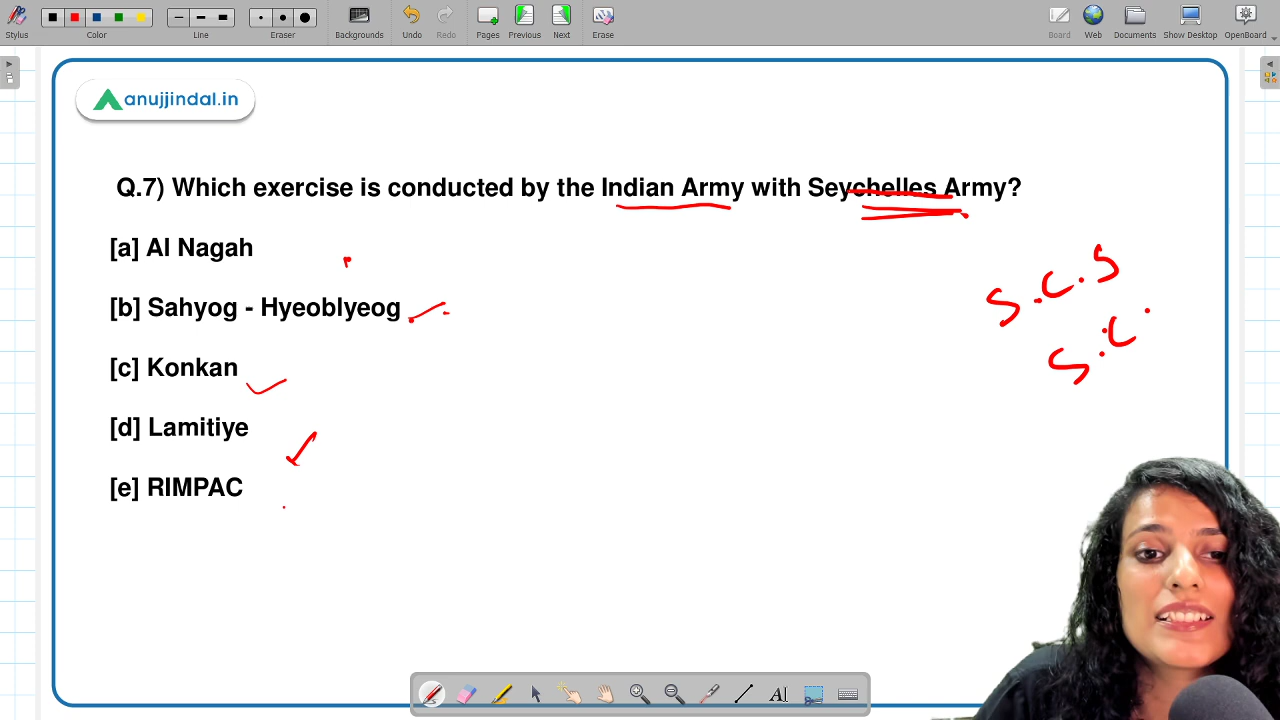 Stylus Color Line Eraser Backgrounds Undo Redo Pages Previous Next Erase Board Web Documents Show Desktop OpenBoard
anujjindal.in
Q.7) Which exercise is conducted by the Indian Army with Seychelles Army?
[a] Al Nagah
[b] Sahyog - Hyeoblyeog
S.C.S
[c] Konkan
S.C.
[d] Lamitiye
[e] RIMPAC